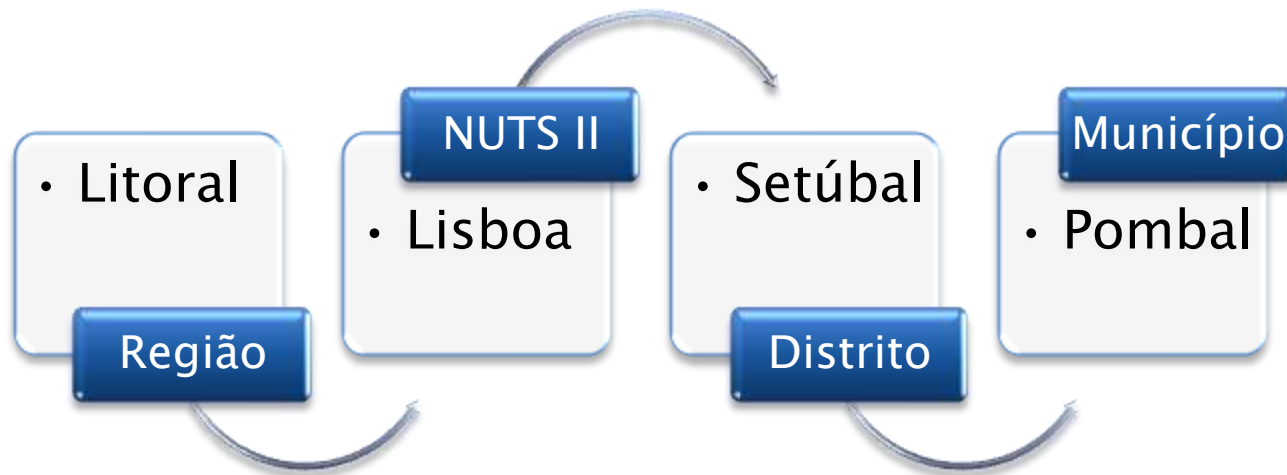 • Litoral
Região
NUTS II
• Lisboa
• Setúbal
Distrito
Município
• Pombal